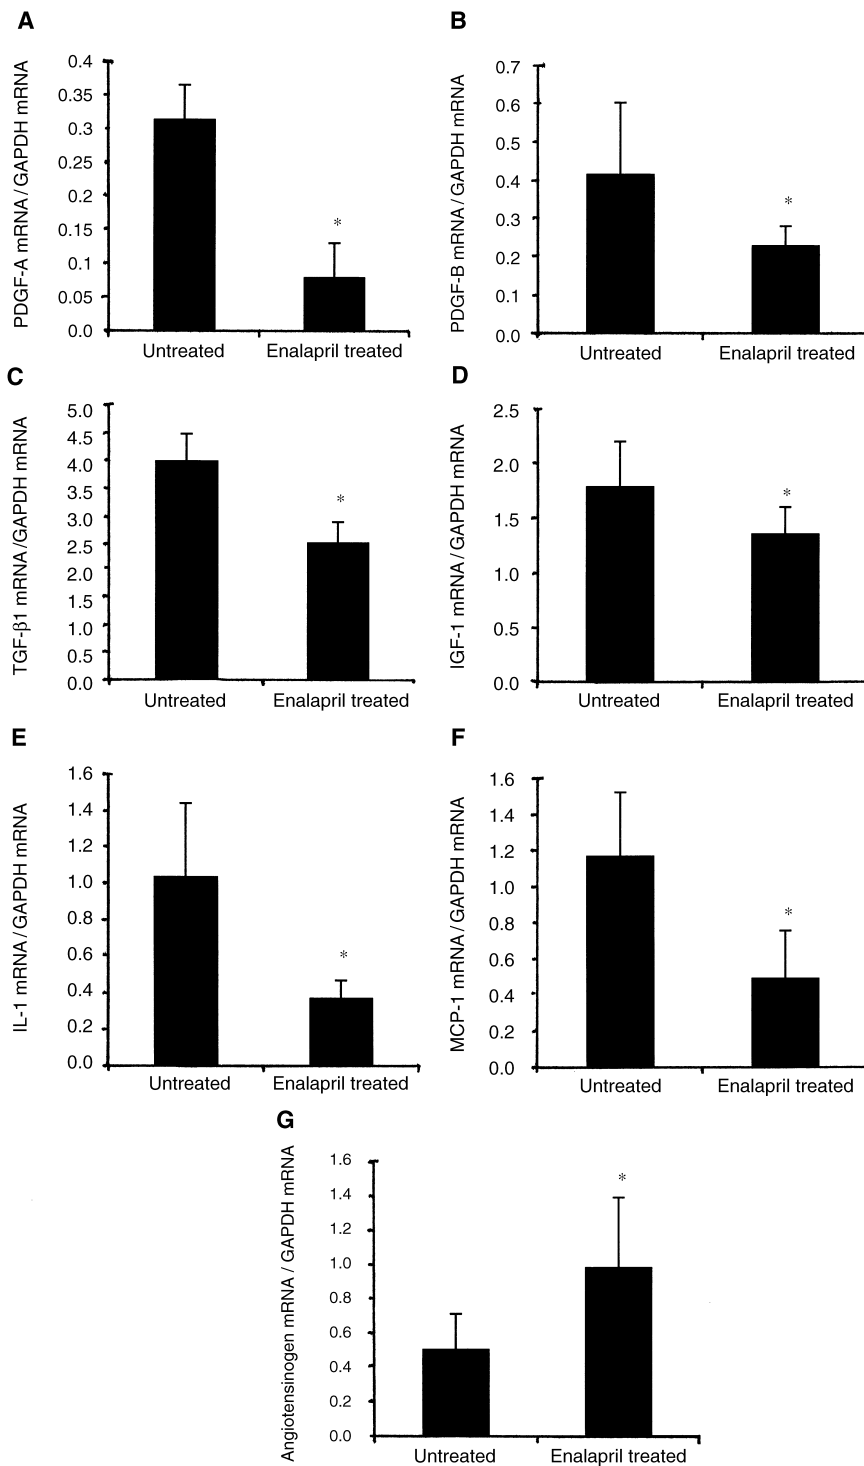 A
PDGF-A mRNA / GAPDH mRNA
0.4
0.35
0.3
0.25
0.2
0.15
0.1
0.05
0.0
*
Untreated
Enalapril treated
B
PDGF-B mRNA / GAPDH mRNA
0.7
0.6
0.5
0.4
0.3
0.2
0.1
0.0
*
Untreated
Enalapril treated
C
TGF-β1 mRNA /GAPDH mRNA
5.0
4.5
4.0
3.5
3.0
2.5
2.0
1.5
1.0
0.5
0.0
*
Untreated
Enalapril treated
D
IGF-1 mRNA / GAPDH mRNA
2.5
2.0
1.5
1.0
0.5
0.0
*
Untreated
Enalapril treated
E
IL-1 mRNA / GAPDH mRNA
1.6
1.4
1.2
1.0
0.8
0.6
0.4
0.2
0.0
*
Untreated
Enalapril treated
F
MCP-1 mRNA / GAPDH mRNA
1.6
1.4
1.2
1.0
0.8
0.6
0.4
0.2
0.0
*
Untreated
Enalapril treated
G
Angiotensinogen mRNA / GAPDH mRNA
1.6
1.4
1.2
1.0
0.8
0.6
0.4
0.2
0.0
*
Untreated
Enalapril treated